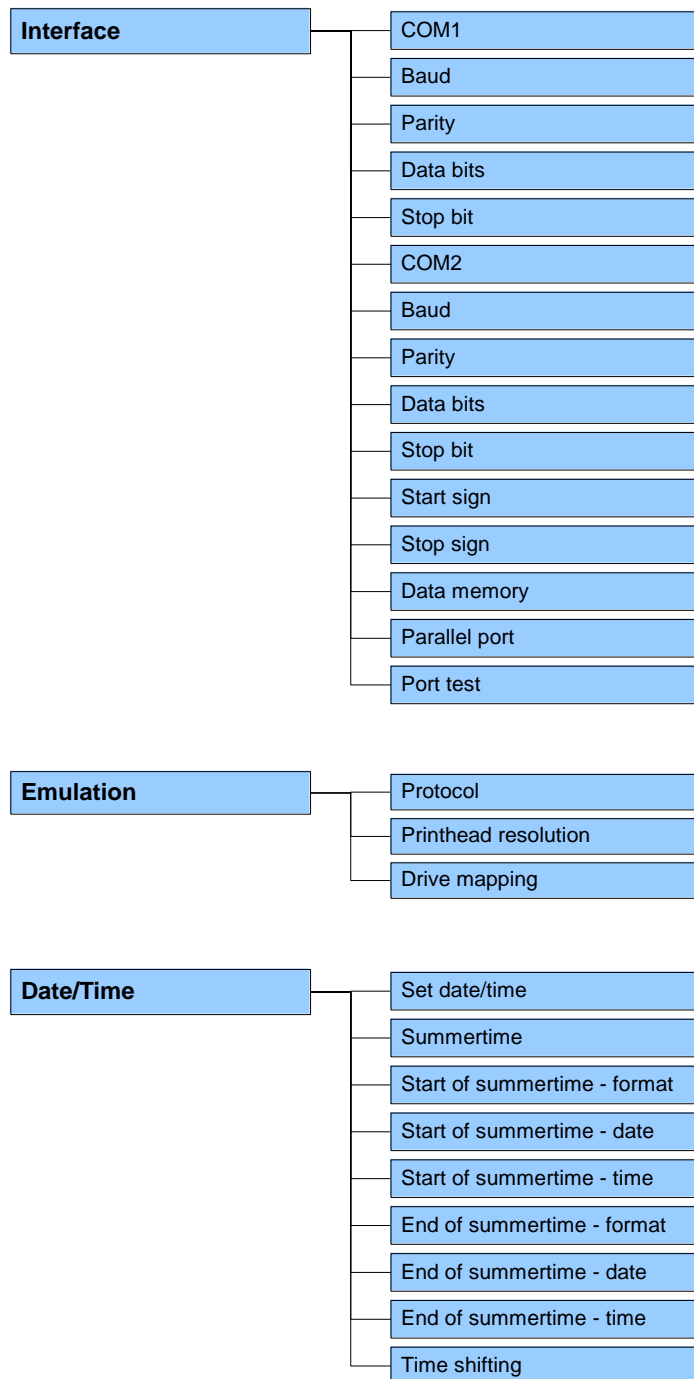 Interface
COM1
Baud
Parity
Data bits
Stop bit
COM2
Baud
Parity
Data bits
Stop bit
Start sign
Stop sign
Data memory
Parallel port
Port test
Emulation
Protocol
Printhead resolution
Drive mapping
Date/Time
Set date/time
Summertime
Start of summertime - format
Start of summertime - date
Start of summertime - time
End of summertime - format
End of summertime - date
End of summertime - time
Time shifting